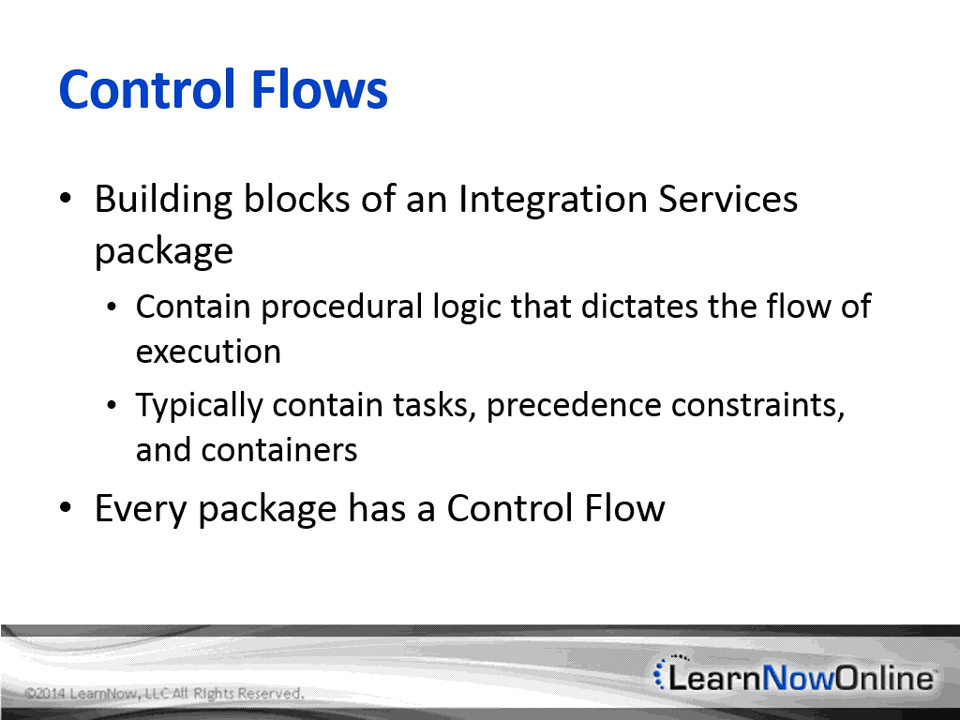 Control Flows
• Building blocks of an Integration Services
package
• Contain procedural logic that dictates the flow of
execution
• Typically contain tasks, precedence constraints,
and containers
• Every package has a Control Flow
©2014 LearnNow, LLC All Rights Reserved.
LearnNowOnline